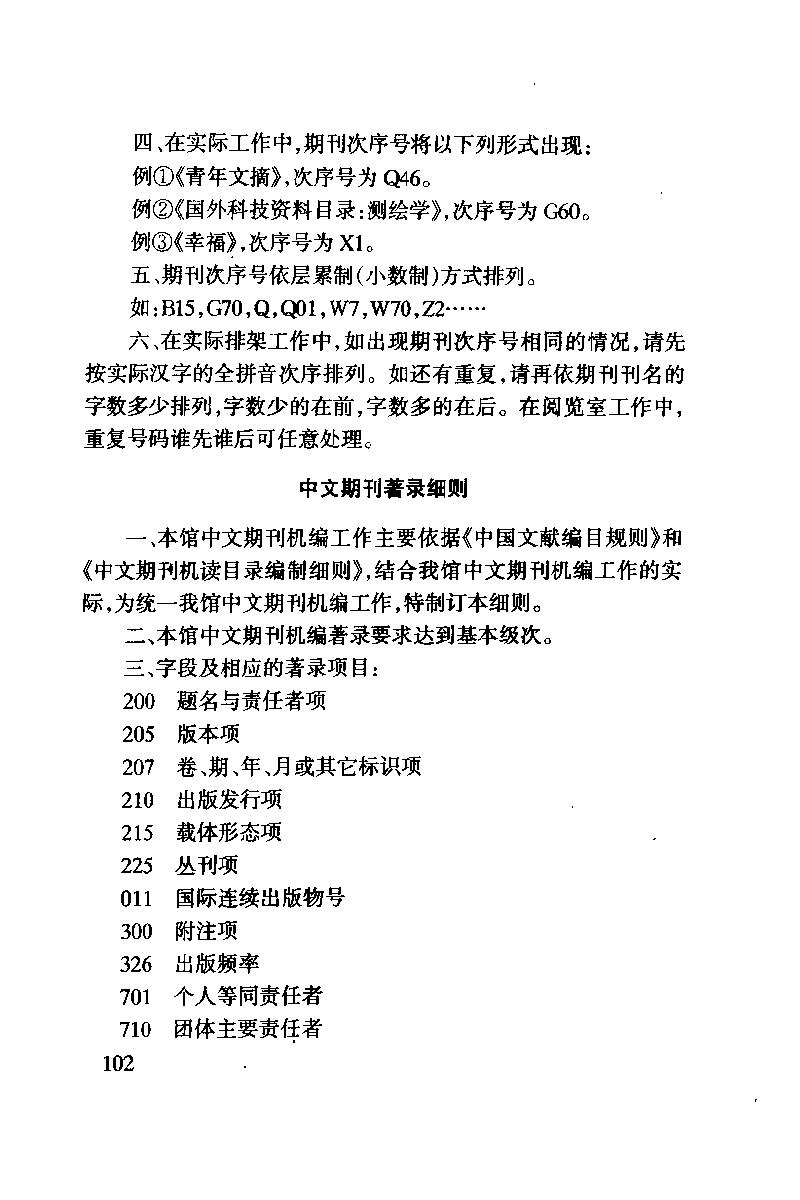 四、在实际工作中,期刊次序号将以下列形式出现:
例①《青年文摘》,次序号为 Q46。
例②《国外科技资料目录:测绘学》,次序号为 G60。
例③《幸福》,次序号为 X1。
五、期刊次序号依层累制(小数制)方式排列。
如:B15,G70,Q,Q01,W7,W70,Z2……
六、在实际排架工作中,如出现期刊次序号相同的情况,请先
按实际汉字的全拼音次序排列。如还有重复,请再依期刊刊名的
字数多少排列,字数少的在前,字数多的在后。在阅览室工作中,
重复号码谁先谁后可任意处理。
中文期刊著录细则
一、本馆中文期刊机编工作主要依据《中国文献编目规则》和
《中文期刊机读目录编制细则》,结合我馆中文期刊机编工作的实
际,为统一我馆中文期刊机编工作,特制订本细则。
二、本馆中文期刊机编著录要求达到基本级次。
三、字段及相应的著录项目:
200 题名与责任者项
205 版本项
207 卷、期、年、月或其它标识项
210 出版发行项
215 载体形态项
225 丛刊项
011 国际连续出版物号
300 附注项
326 出版频率
701 个人等同责任者
710 团体主要责任者
102